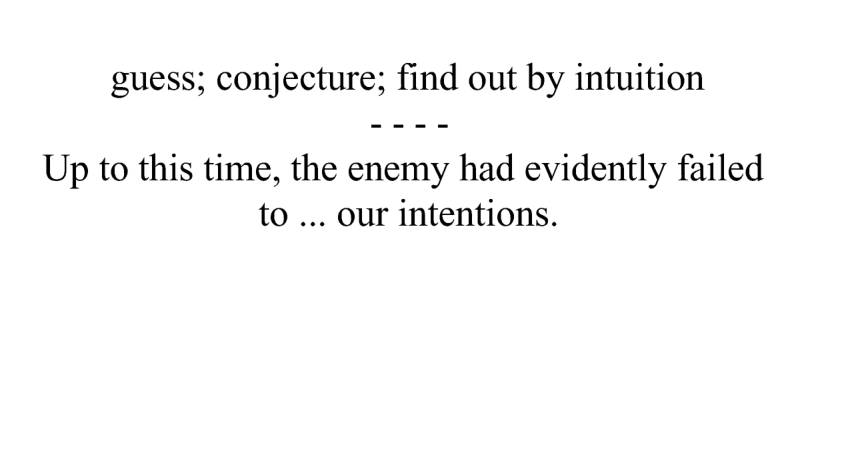 guess; conjecture; find out by intuition
- - - -
Up to this time, the enemy had evidently failed
to ... our intentions.